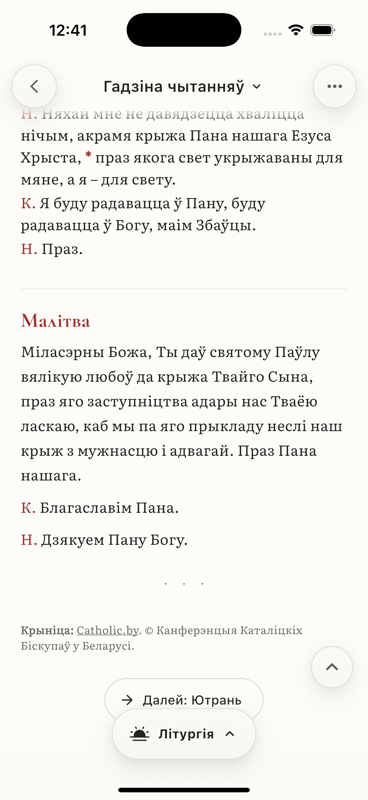 12:41
Гадзіна чытанняў
Н. Няхай мне не давядзецца хваліцца
нічым, акрамя крыжа Пана нашага Езуса
Хрыста, * праз якога свет укрыжаваны для
мяне, а я – для свету.
К. Я буду радавацца ў Пану, буду
радавацца ў Богу, маім Збаўцы.
Н. Праз.
Малітва
Міласэрны Божа, Ты даў святому Паўлу
вялікую любоў да крыжа Твайго Сына,
праз яго заступніцтва адары нас Тваёю
ласкаю, каб мы па яго прыкладу неслі наш
крыж з мужнасцю і адвагай. Праз Пана
нашага.
К. Благаславім Пана.
Н. Дзякуем Пану Богу.
. . .
Крыніца: Catholic.by. © Канферэнцыя Каталіцкіх
Біскупаў у Беларусі.
Далей: Ютрань
Літургія